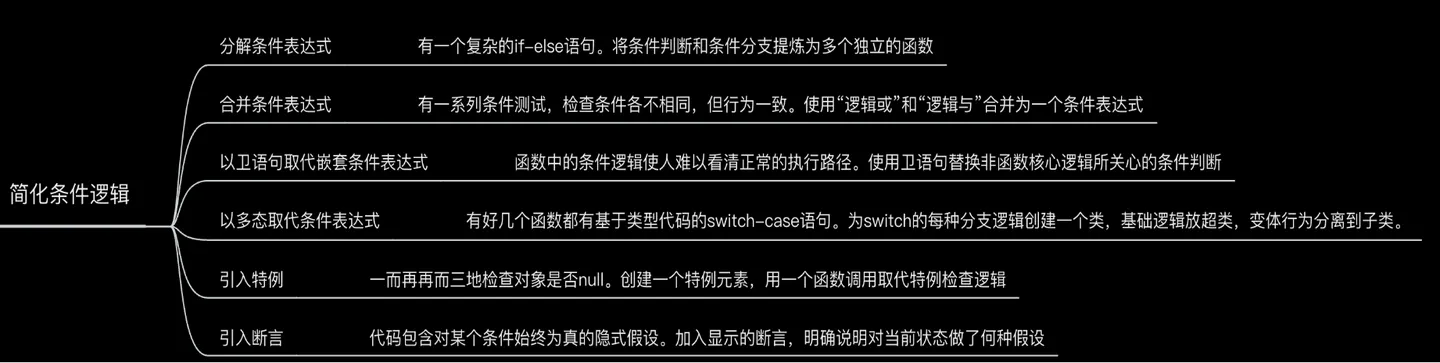 简化条件逻辑
分解条件表达式
有一个复杂的if-else语句。将条件判断和条件分支提炼为多个独立的函数
合并条件表达式
有一系列条件测试，检查条件各不相同，但行为一致。使用“逻辑或”和“逻辑与”合并为一个条件表达式
以卫语句取代嵌套条件表达式
函数中的条件逻辑使人难以看清正常的执行路径。使用卫语句替换非函数核心逻辑所关心的条件判断
以多态取代条件表达式
有好几个函数都有基于类型代码的switch-case语句。为switch的每种分支逻辑创建一个类，基础逻辑放超类，变体行为分离到子类。
引入特例
一而再再而三地检查对象是否null。创建一个特例元素，用一个函数调用取代特例检查逻辑
引入断言
代码包含对某个条件始终为真的隐式假设。加入显示的断言，明确说明对当前状态做了何种假设